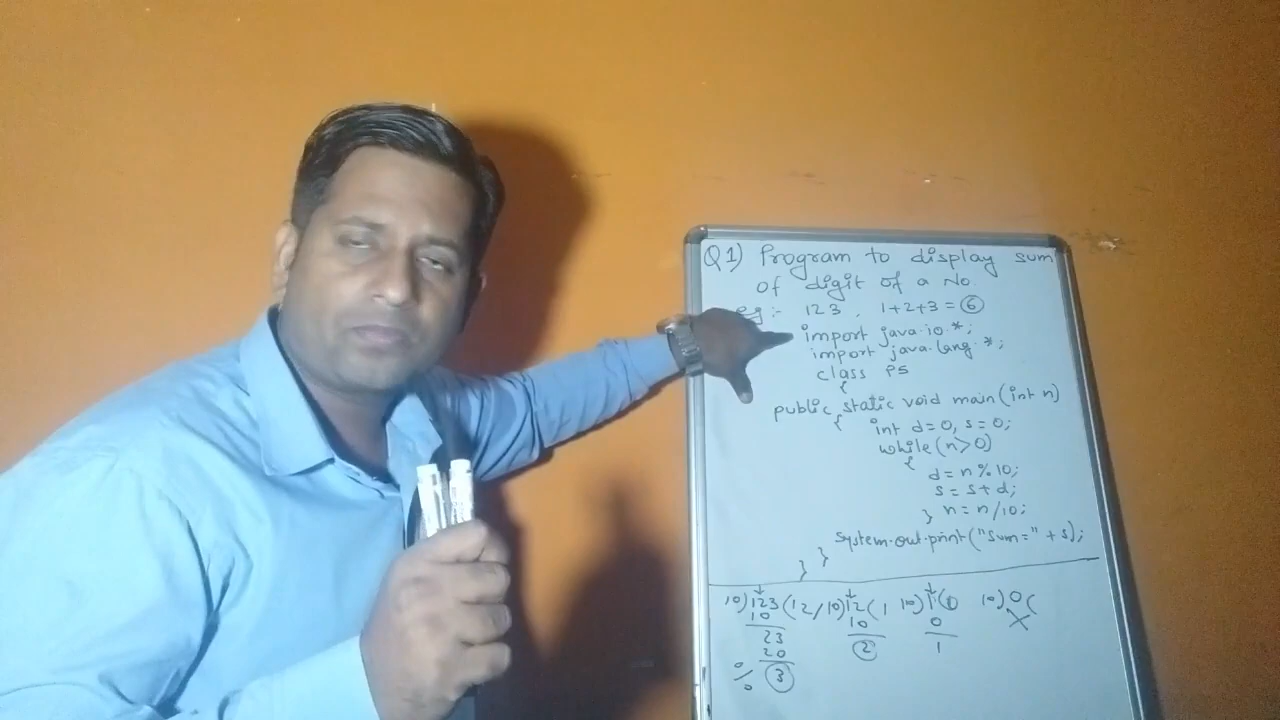 Q1) Program to display sum
of digit of a No.
eg:- 123, 1+2+3 = 6
import java.io.*;
import java.lang.*;
class PS
{
public static void main(int n)
{ int d=0, s=0;
while(n>0)
{
d = n%10;
s = s+d;
} n = n/10;
System.out.print("Sum=" + s);
}
}
10)123(12/10)12(1 10)1(0 10)0(
10 10 0 X
23 2 1
20
% 3